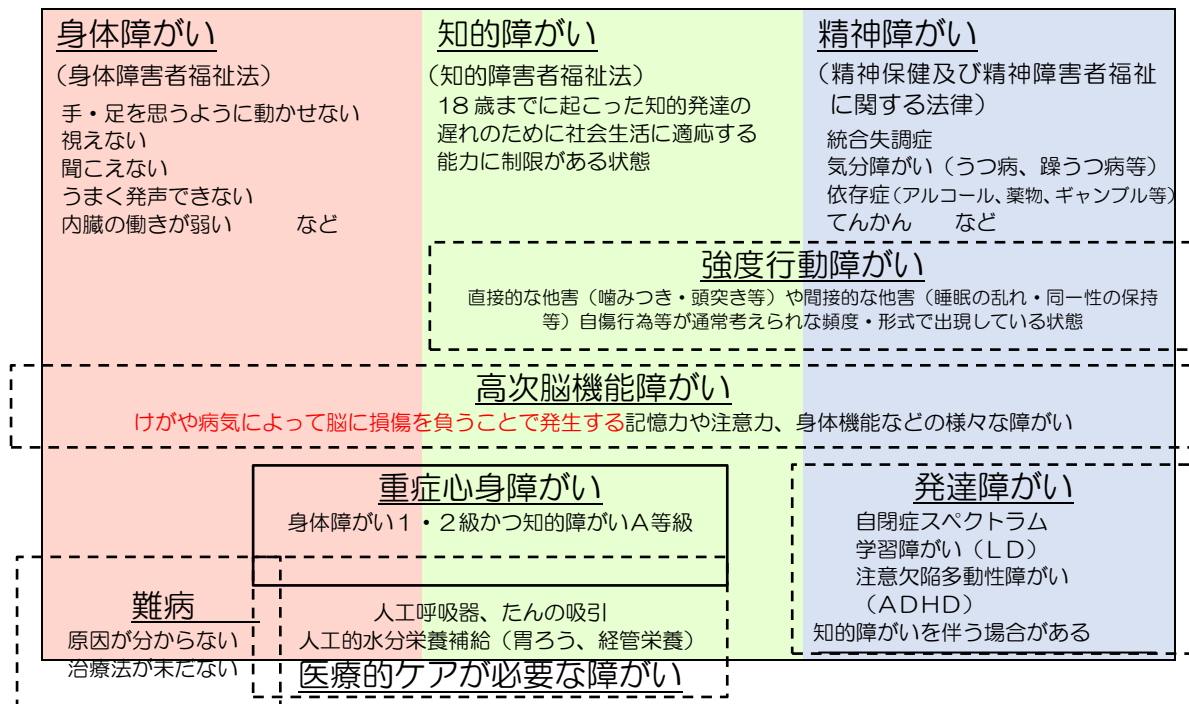 身体障がい
（身体障害者福祉法）
手・足を思うように動かせない
視えない
聞こえない
うまく発声できない
内臓の働きが弱い　　　など
知的障がい
（知的障害者福祉法）
18歳までに起こった知的発達の
遅れのために社会生活に適応する
能力に制限がある状態
精神障がい
（精神保健及び精神障害者福祉
に関する法律）
統合失調症
気分障がい（うつ病、躁うつ病等）
依存症（アルコール、薬物、ギャンブル等）
てんかん　　など
強度行動障がい
直接的な他害（噛みつき・頭突き等）や間接的な他害（睡眠の乱れ・同一性の保持
等）自傷行為等が通常考えられな頻度・形式で出現している状態
高次脳機能障がい
けがや病気によって脳に損傷を負うことで発生する記憶力や注意力、身体機能などの様々な障がい
重症心身障がい
身体障がい１・２級かつ知的障がいＡ等級
発達障がい
自閉症スペクトラム
学習障がい（ＬＤ）
注意欠陥多動性障がい
（ＡＤＨＤ）
知的障がいを伴う場合がある
難病
原因が分からない
治療法が未だない
人工呼吸器、たんの吸引
人工的水分栄養補給（胃ろう、経管栄養）
医療的ケアが必要な障がい